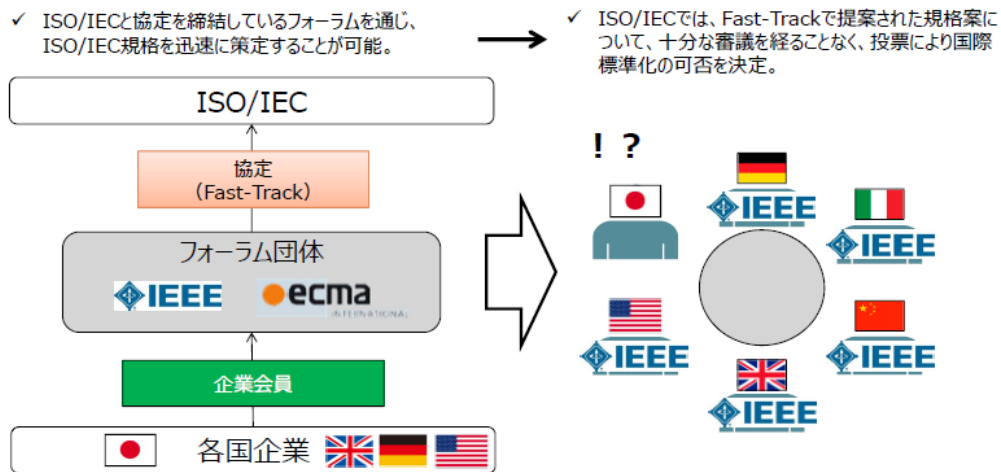 ✓ ISO/IECと協定を締結しているフォーラムを通じ、
ISO/IEC規格を迅速に策定することが可能。
✓ ISO/IECでは、Fast-Trackで提案された規格案に
ついて、十分な審議を経ることなく、投票により国際
標準化の可否を決定。
ISO/IEC
協定
（Fast-Track）
フォーラム団体
IEEE
ecma
INTERNATIONAL
企業会員
各国企業
! ?
IEEE
IEEE
IEEE
IEEE
IEEE